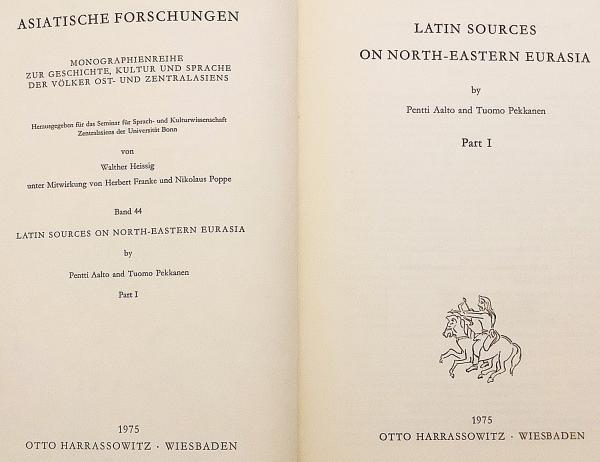 ASIATISCHE FORSCHUNGEN
MONOGRAPHIENREIHE
ZUR GESCHICHTE, KULTUR UND SPRACHE
DER VÖLKER OST- UND ZENTRALASIENS
Herausgegeben für das Seminar für Sprach- und Kulturwissenschaft
Zentralasiens der Universität Bonn
von
Walther Heissig
unter Mitwirkung von Herbert Franke und Nikolaus Poppe
Band 44
LATIN SOURCES ON NORTH-EASTERN EURASIA
by
Pentti Aalto and Tuomo Pekkanen
Part I
1975
OTTO HARRASSOWITZ · WIESBADEN
LATIN SOURCES
ON NORTH-EASTERN EURASIA
by
Pentti Aalto and Tuomo Pekkanen
Part I
1975
OTTO HARRASSOWITZ · WIESBADEN